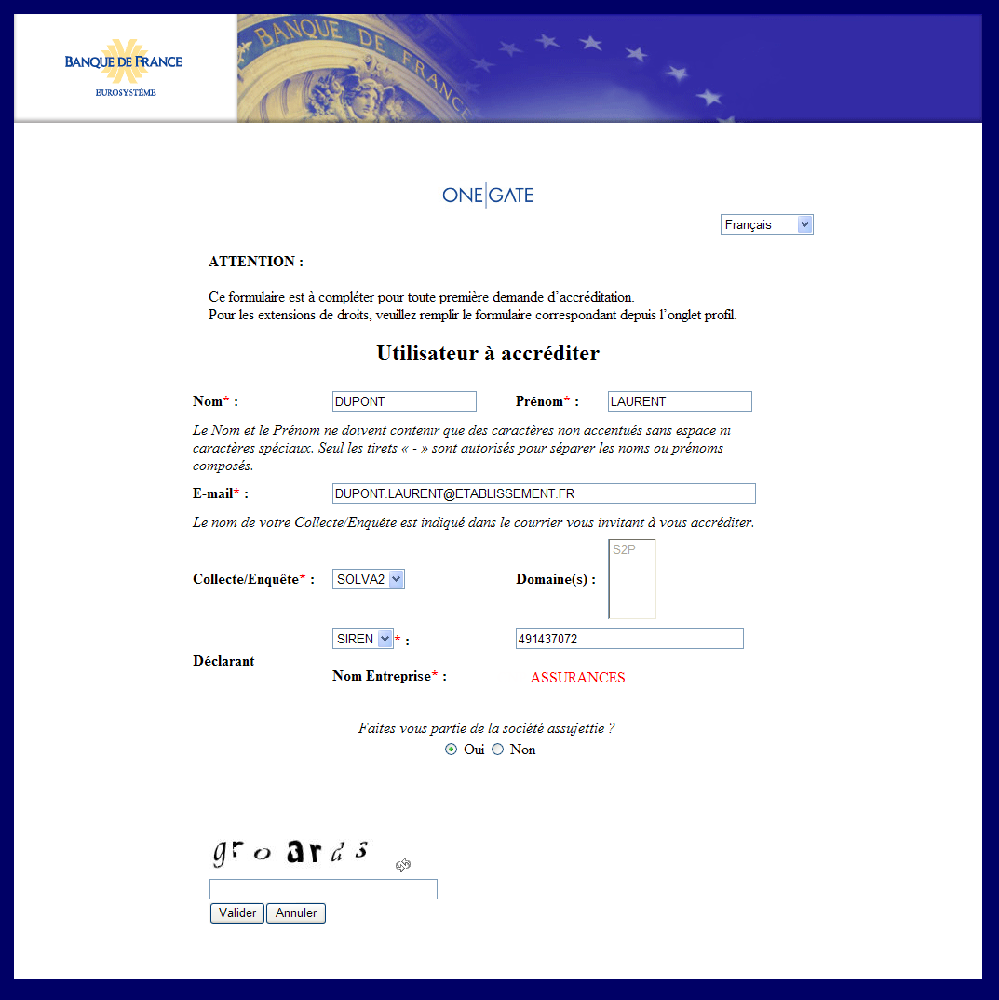 BANQUE DE FRANCE
EUROSYSTÈME
BANQUE DE FRANCE
ONE GATE
Français
ATTENTION :
Ce formulaire est à compléter pour toute première demande d’accréditation.
Pour les extensions de droits, veuillez remplir le formulaire correspondant depuis l’onglet profil.
Utilisateur à accréditer
Nom* : DUPONT Prénom* : LAURENT
Le Nom et le Prénom ne doivent contenir que des caractères non accentués sans espace ni
caractères spéciaux. Seul les tirets « - » sont autorisés pour séparer les noms ou prénoms
composés.
E-mail* : DUPONT.LAURENT@ETABLISSEMENT.FR
Le nom de votre Collecte/Enquête est indiqué dans le courrier vous invitant à vous accréditer.
Collecte/Enquête* : SOLVA2 Domaine(s) : S2P
Déclarant SIREN * : 491437072
Nom Entreprise* : ASSURANCES
Faites vous partie de la société assujettie ?
Oui Non
groards
Valider Annuler